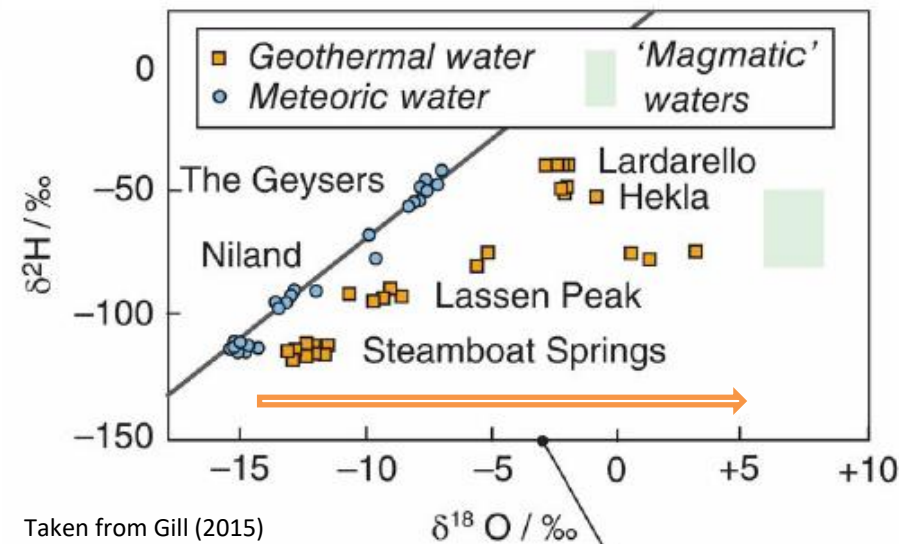 Geothermal water
Meteoric water
'Magmatic'
waters
0
−50
−100
−150
δ²H / ‰
The Geysers
Lardarello
Hekla
Niland
Lassen Peak
Steamboat Springs
−15
−10
−5
0
+5
+10
δ¹⁸ O / ‰
Taken from Gill (2015)